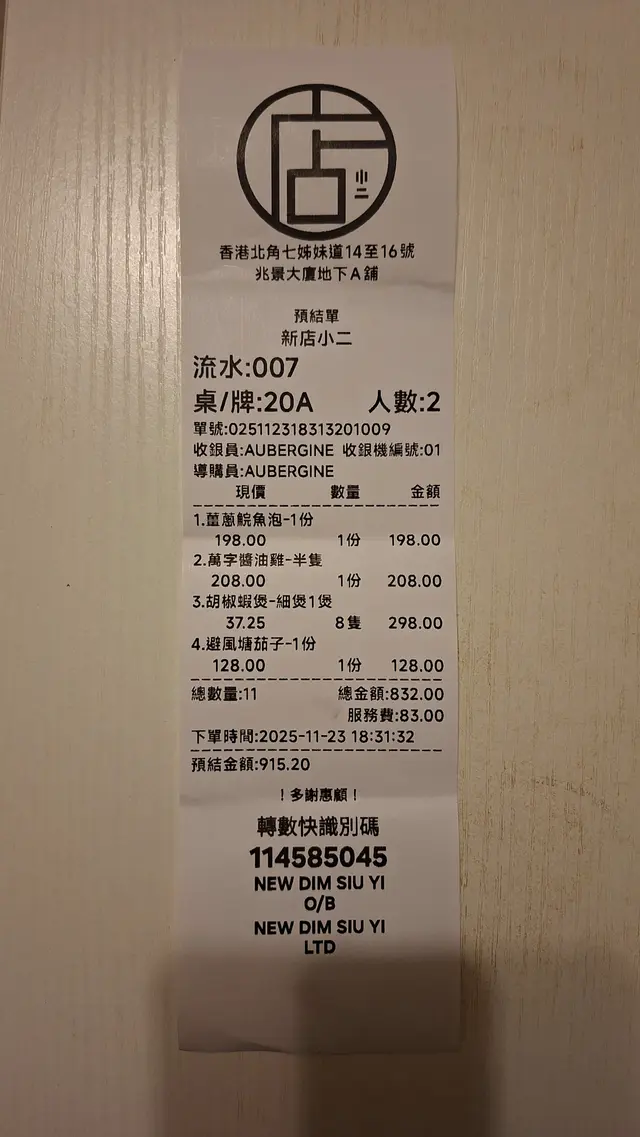 店
小二
香港北角七姊妹道14至16號
兆景大廈地下A舖
預結單
新店小二
流水:007
桌/牌:20A 人數:2
單號:025112318313201009
收銀員:AUBERGINE 收銀機編號:01
導購員:AUBERGINE
現價 數量 金額
1.薑蔥鯇魚泡-1份
198.00 1份 198.00
2.萬字醬油雞-半隻
208.00 1份 208.00
3.胡椒蝦煲-細煲1煲
37.25 8隻 298.00
4.避風塘茄子-1份
128.00 1份 128.00
總數量:11 總金額:832.00
服務費:83.00
下單時間:2025-11-23 18:31:32
預結金額:915.20
！多謝惠顧！
轉數快識別碼
114585045
NEW DIM SIU YI
O/B
NEW DIM SIU YI
LTD